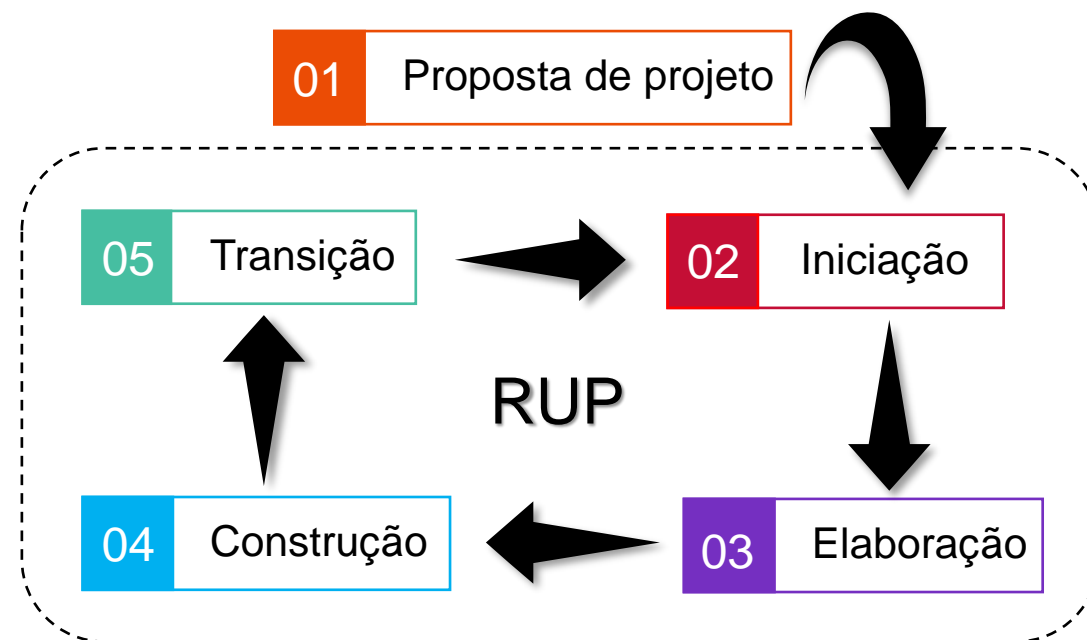 01 Proposta de projeto
05 Transição
02 Iniciação
RUP
04 Construção
03 Elaboração